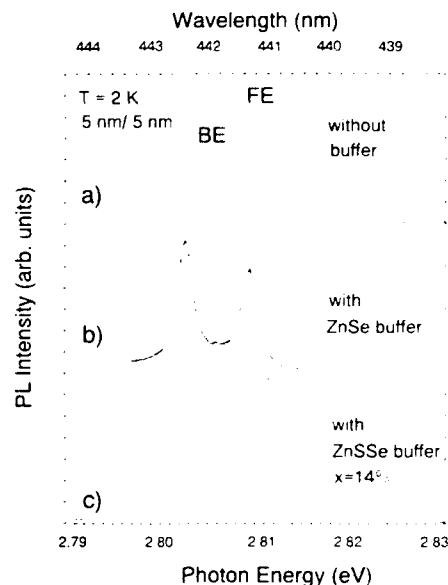 Wavelength (nm)
444 443 442 441 440 439
T = 2 K
5 nm/ 5 nm
FE
BE
without
buffer
a)
PL Intensity (arb. units)
with
ZnSe buffer
b)
with
ZnSSe buffer
x=14
c)
2.79 2 80 2 81 2 82 2 83
Photon Energy (eV)